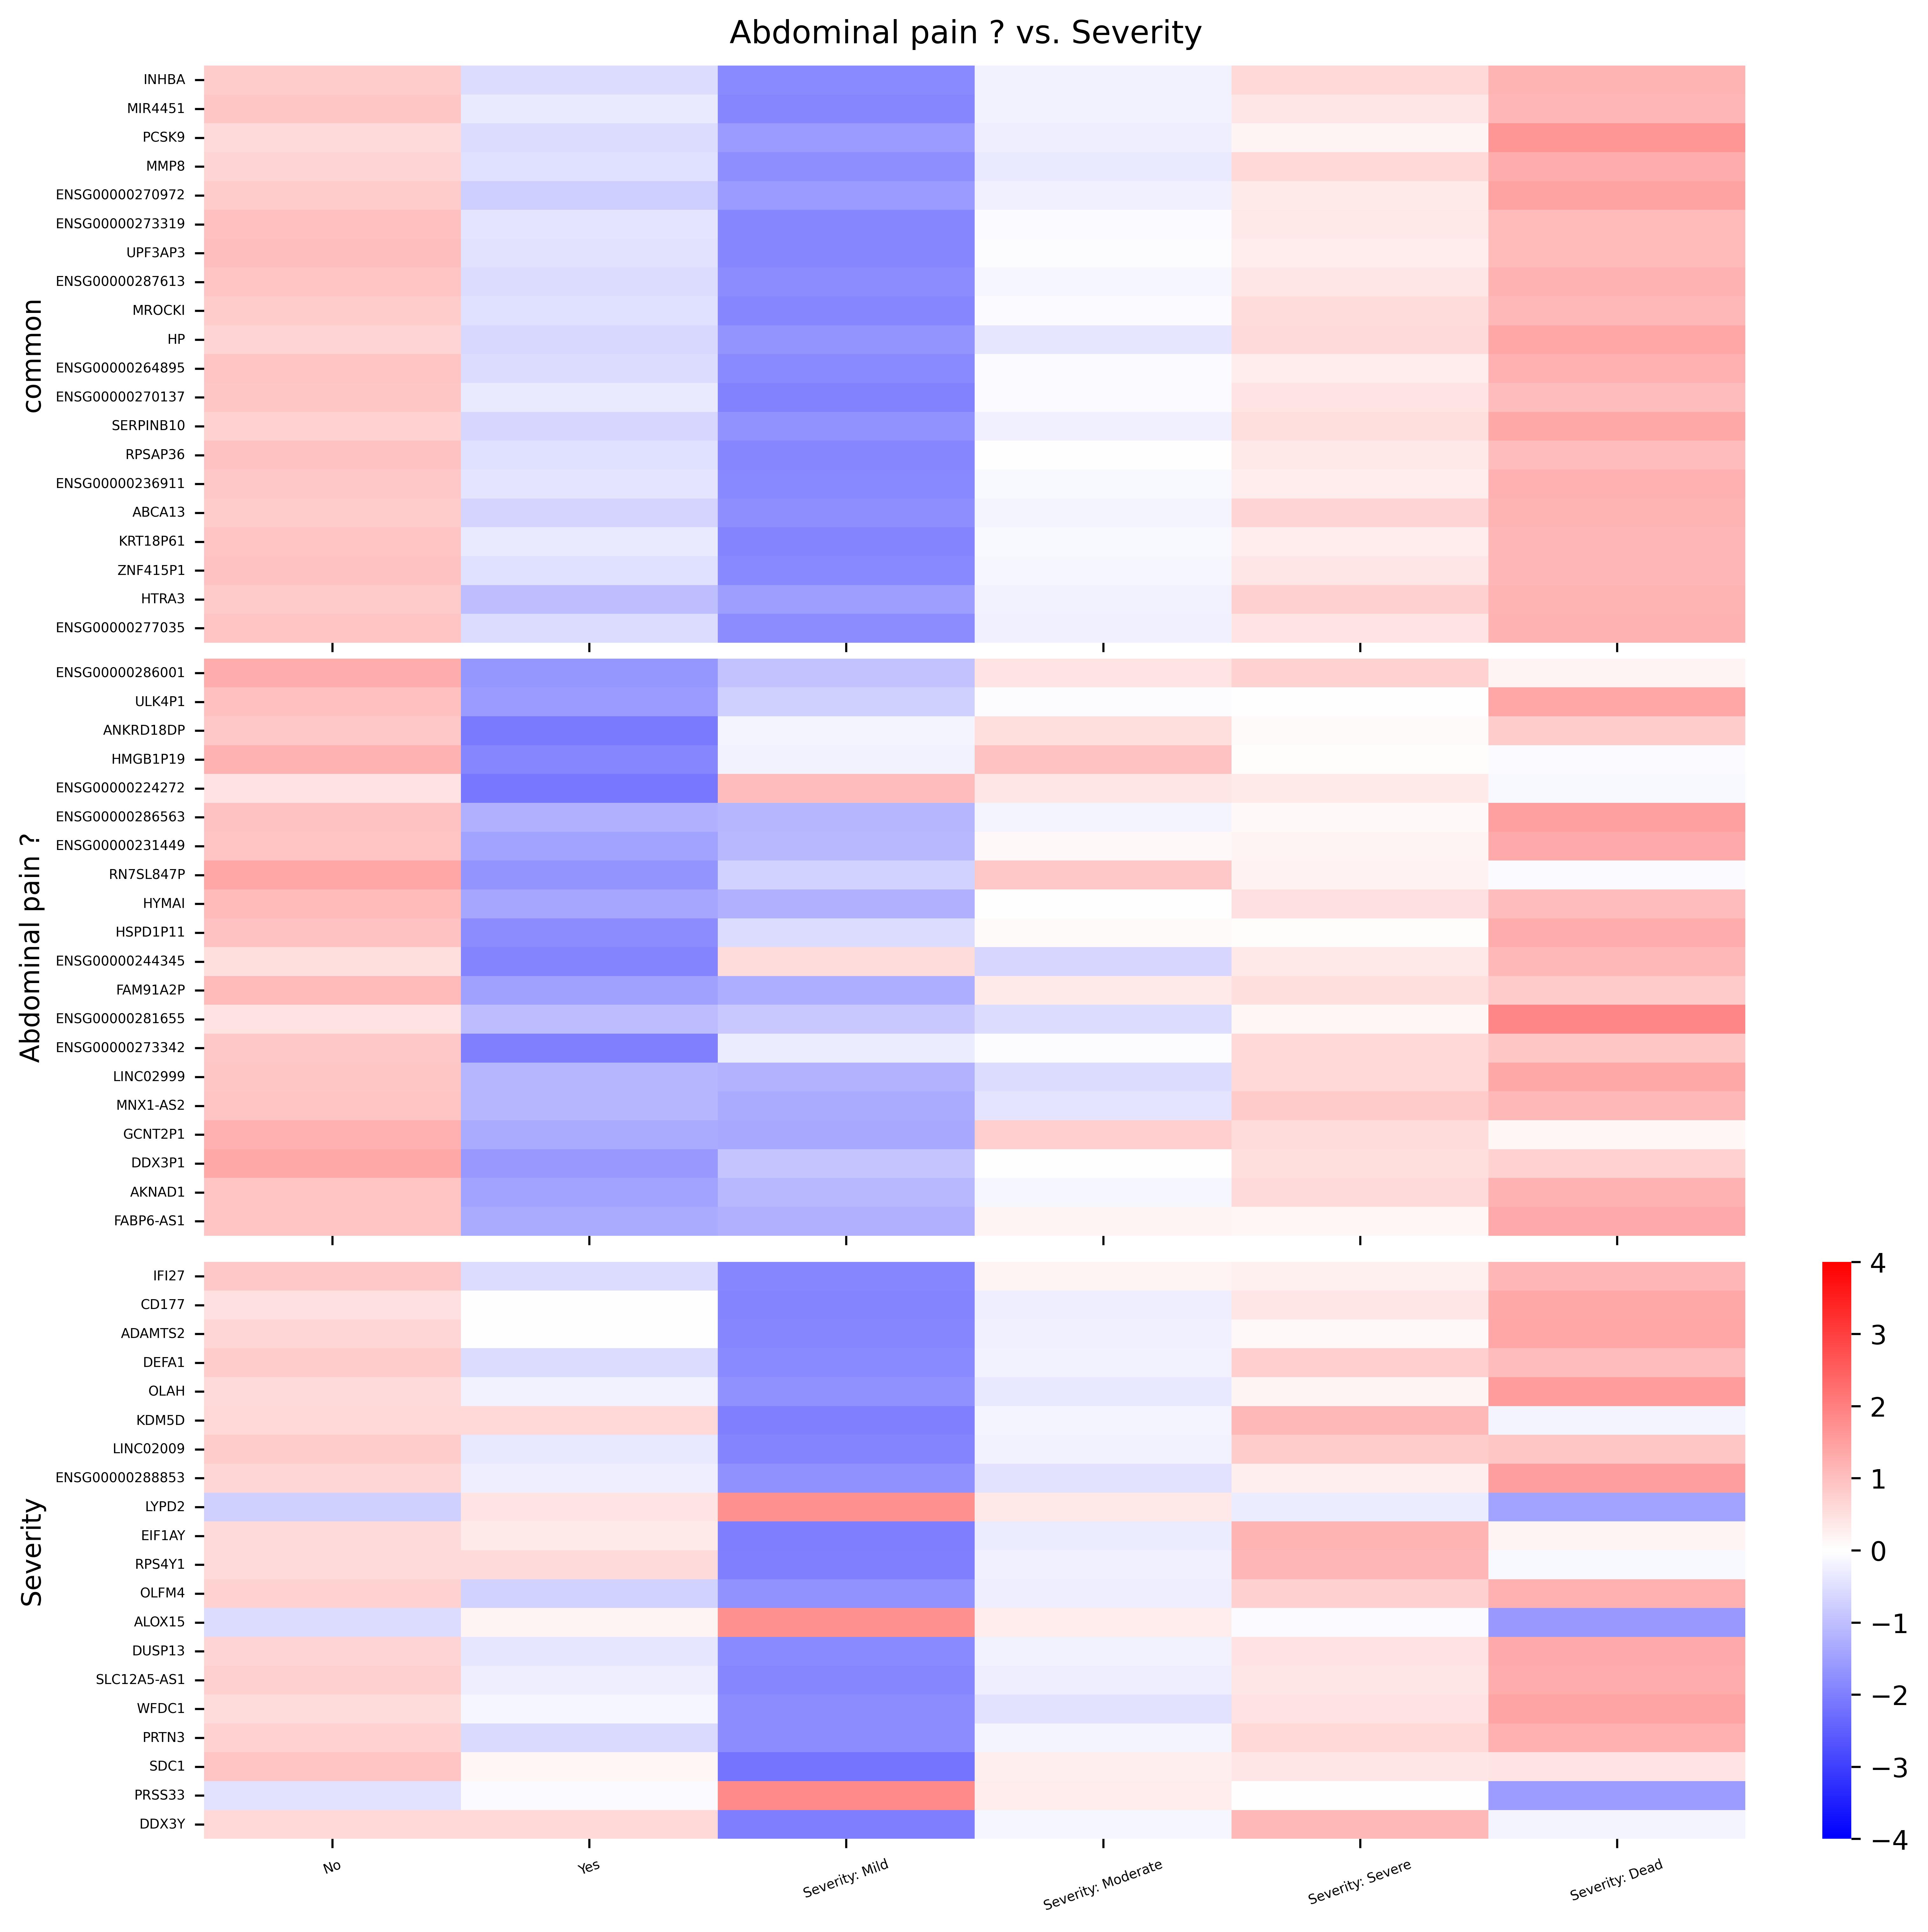 Abdominal pain ? vs. Severity
common
INHBA
MIR4451
PCSK9
MMP8
ENSG00000270972
ENSG00000273319
UPF3AP3
ENSG00000287613
MROCKI
HP
ENSG00000264895
ENSG00000270137
SERPINB10
RPSAP36
ENSG00000236911
ABCA13
KRT18P61
ZNF415P1
HTRA3
ENSG00000277035
Abdominal pain ?
ENSG00000286001
ULK4P1
ANKRD18DP
HMGB1P19
ENSG00000224272
ENSG00000286563
ENSG00000231449
RN7SL847P
HYMAI
HSPD1P11
ENSG00000244345
FAM91A2P
ENSG00000281655
ENSG00000273342
LINC02999
MNX1-AS2
GCNT2P1
DDX3P1
AKNAD1
FABP6-AS1
Severity
IFI27
CD177
ADAMTS2
DEFA1
OLAH
KDM5D
LINC02009
ENSG00000288853
LYPD2
EIF1AY
RPS4Y1
OLFM4
ALOX15
DUSP13
SLC12A5-AS1
WFDC1
PRTN3
SDC1
PRSS33
DDX3Y
No
Yes
Severity: Mild
Severity: Moderate
Severity: Severe
Severity: Dead
4
3
2
1
0
−1
−2
−3
−4